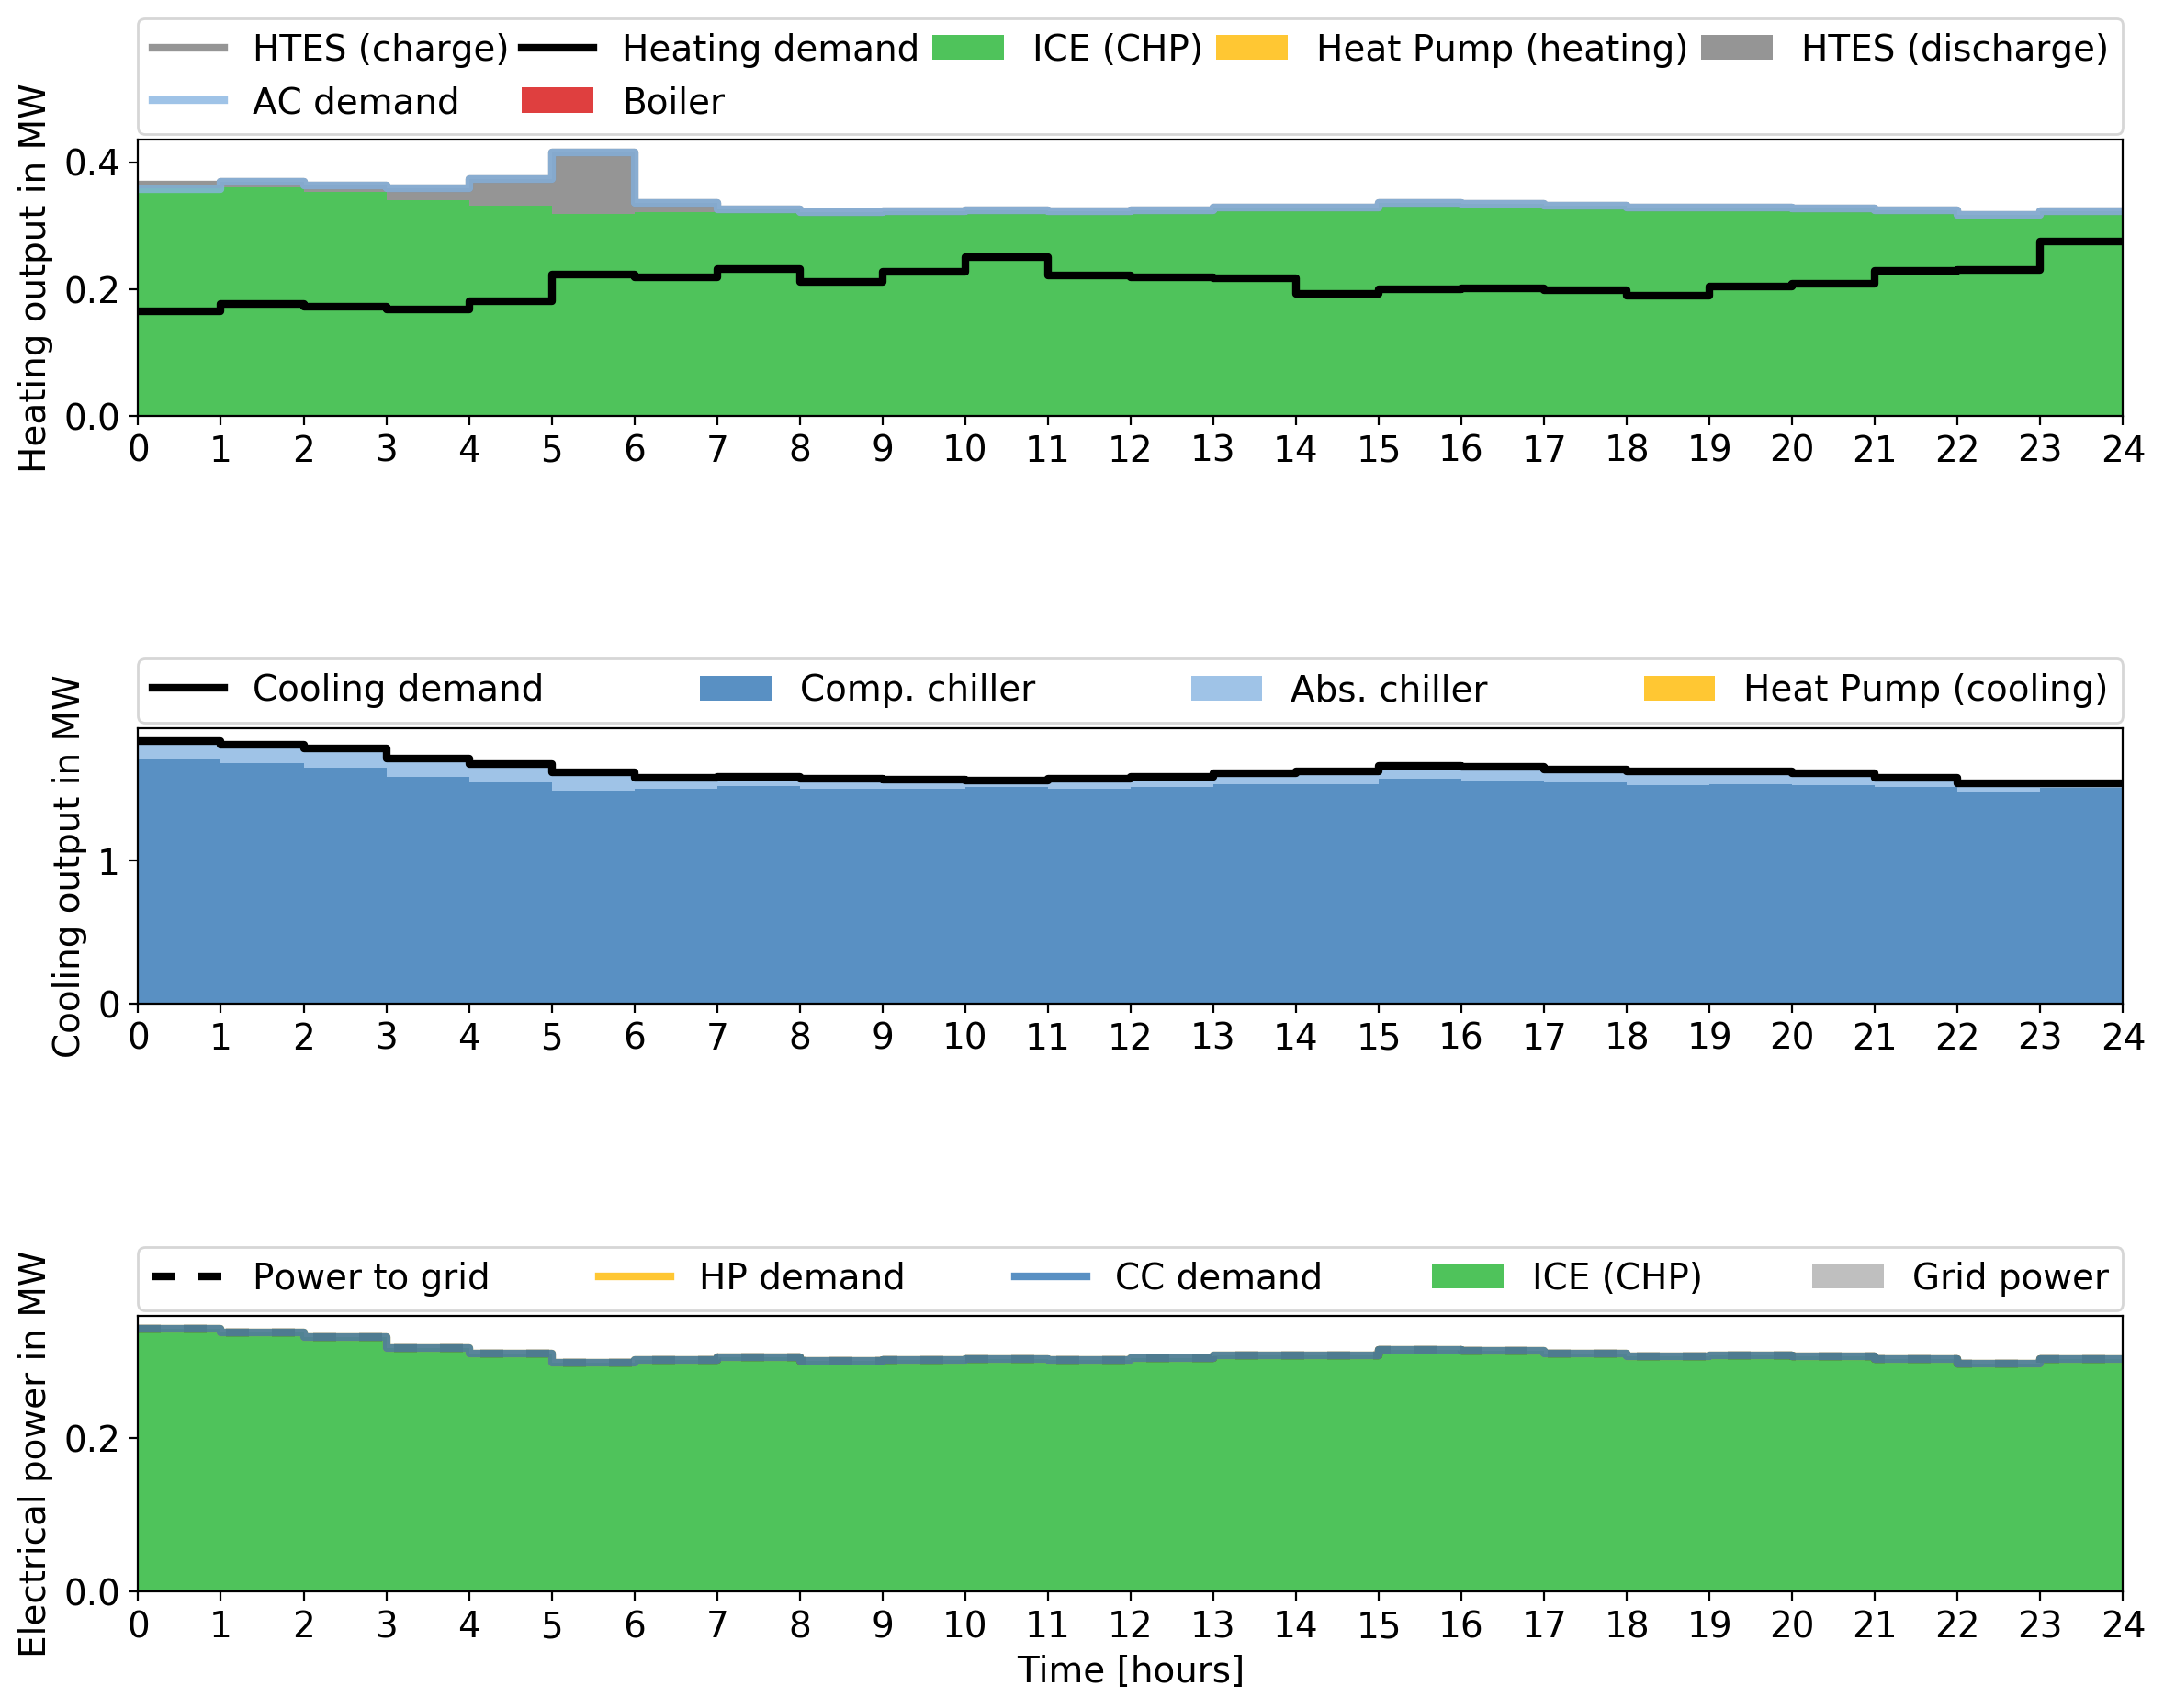 HTES (charge) Heating demand ICE (CHP) Heat Pump (heating) HTES (discharge)
AC demand Boiler
Heating output in MW
0.4
0.2
0.0
0 1 2 3 4 5 6 7 8 9 10 11 12 13 14 15 16 17 18 19 20 21 22 23 24
Cooling demand Comp. chiller Abs. chiller Heat Pump (cooling)
Cooling output in MW
1
0
0 1 2 3 4 5 6 7 8 9 10 11 12 13 14 15 16 17 18 19 20 21 22 23 24
Power to grid HP demand CC demand ICE (CHP) Grid power
Electrical power in MW
0.2
0.0
0 1 2 3 4 5 6 7 8 9 10 11 12 13 14 15 16 17 18 19 20 21 22 23 24
Time [hours]